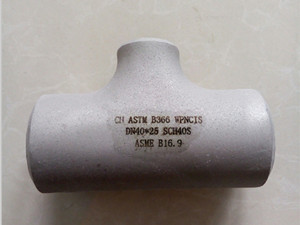 CH ASTM B366 WPNCIS
DN40*25 SCH40S
ASME B16.9